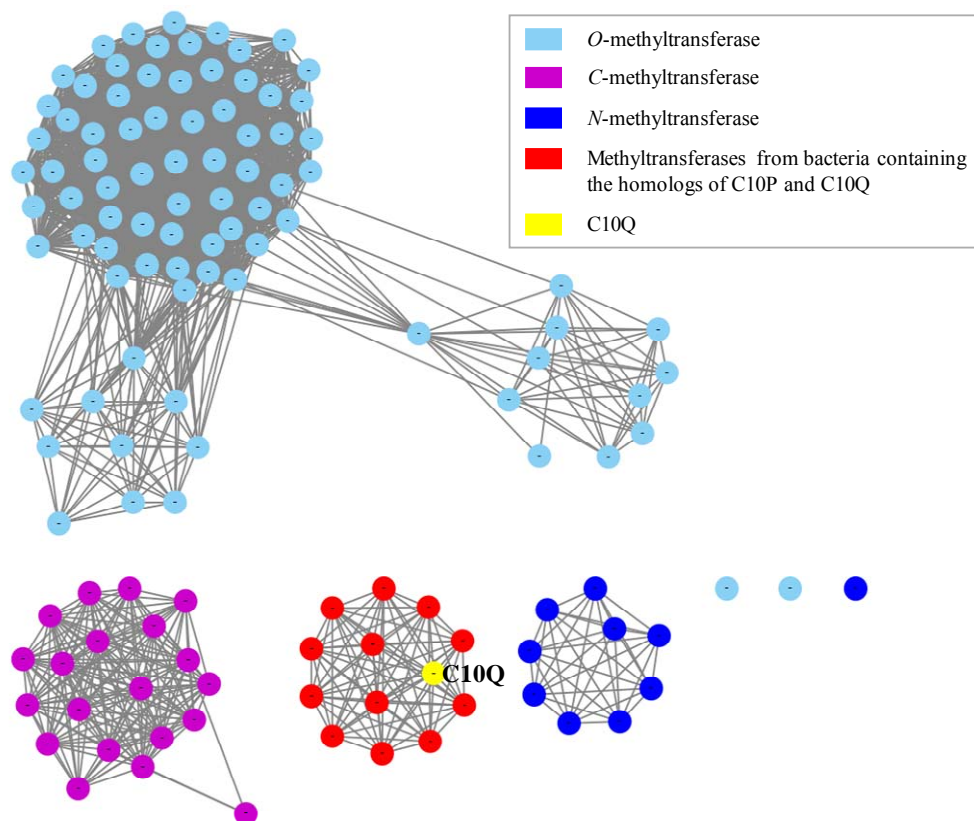 O-methyltransferase
C-methyltransferase
N-methyltransferase
Methyltransferases from bacteria containing
the homologs of C10P and C10Q
C10Q
C10Q